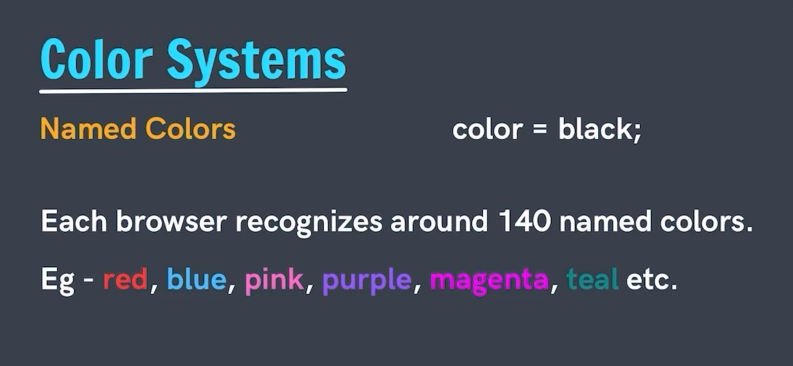 Color Systems
Named Colors
color = black;
Each browser recognizes around 140 named colors.
Eg - red, blue, pink, purple, magenta, teal etc.